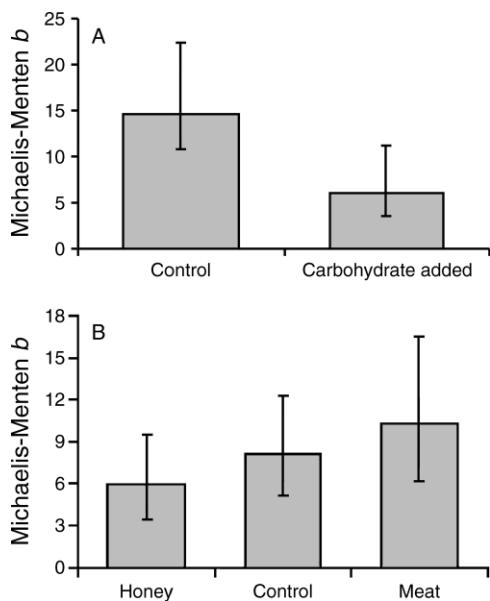 A
Michaelis-Menten b
25
20
15
10
5
0
Control Carbohydrate added
B
Michaelis-Menten b
18
15
12
9
6
3
0
Honey Control Meat